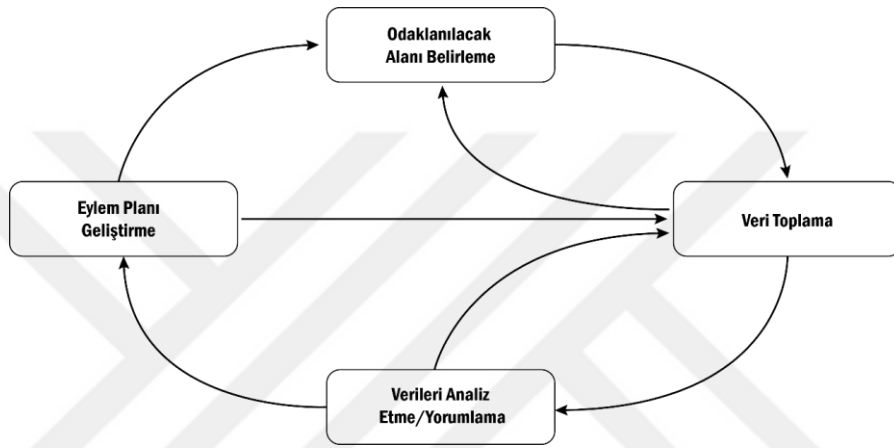 Odaklanılacak
Alanı Belirleme
Eylem Planı
Geliştirme
Veri Toplama
Verileri Analiz
Etme/Yorumlama